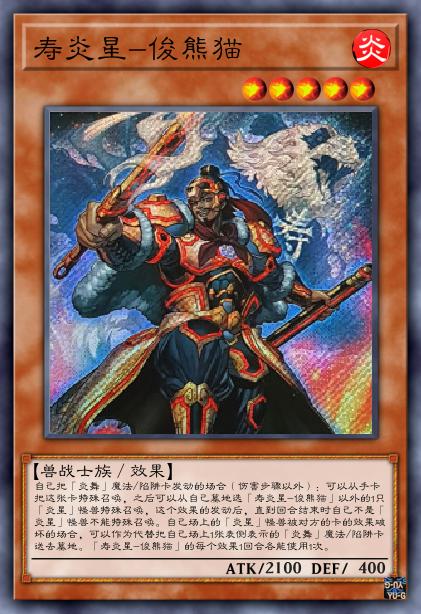 寿炎星-俊熊猫
炎
寿
【兽战士族/效果】
自己把「炎舞」魔法/陷阱卡发动的场合(伤害步骤以外):可以从手卡
把这张卡特殊召唤,之后可以从自己墓地选「寿炎星-俊熊猫」以外的1只
「炎星」怪兽特殊召唤,这个效果的发动后,直到回合结束时自己不是「
炎星」怪兽不能特殊召唤。自己场上的「炎星」怪兽被对方的卡的效果破
坏的场合,可以作为代替把自己场上1张表侧表示的「炎舞」魔法/陷阱卡
送去墓地。「寿炎星-俊熊猫」的每个效果1回合各能使用1次。
ATK/2100 DEF/ 400